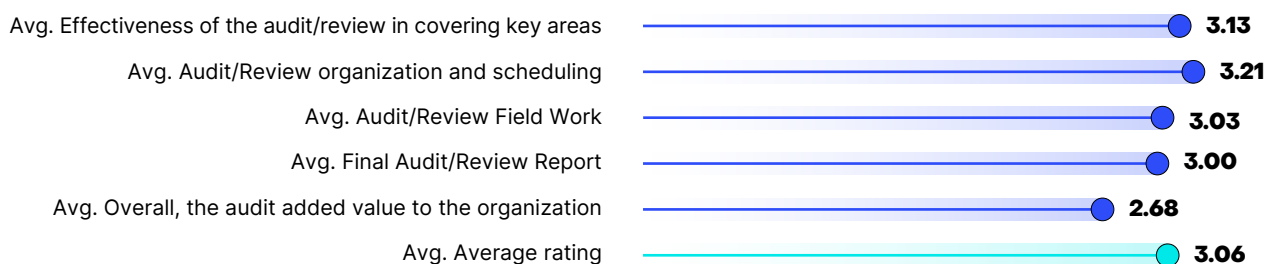 Avg. Effectiveness of the audit/review in covering key areas 3.13
Avg. Audit/Review organization and scheduling 3.21
Avg. Audit/Review Field Work 3.03
Avg. Final Audit/Review Report 3.00
Avg. Overall, the audit added value to the organization 2.68
Avg. Average rating 3.06